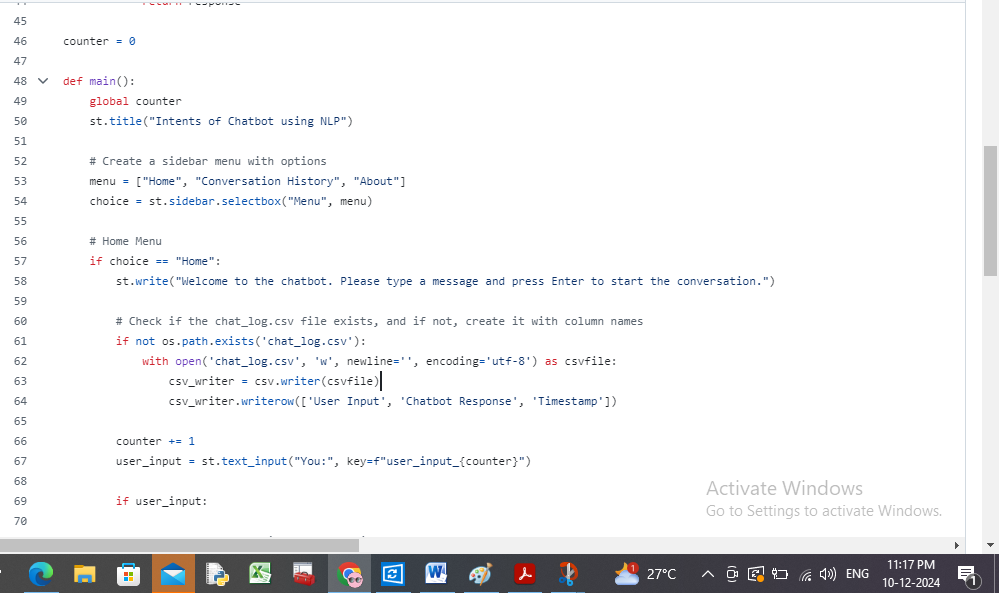 return response
45
46 counter = 0
47
48 def main():
49 global counter
50 st.title("Intents of Chatbot using NLP")
51
52 # Create a sidebar menu with options
53 menu = ["Home", "Conversation History", "About"]
54 choice = st.sidebar.selectbox("Menu", menu)
55
56 # Home Menu
57 if choice == "Home":
58 st.write("Welcome to the chatbot. Please type a message and press Enter to start the conversation.")
59
60 # Check if the chat_log.csv file exists, and if not, create it with column names
61 if not os.path.exists('chat_log.csv'):
62 with open('chat_log.csv', 'w', newline='', encoding='utf-8') as csvfile:
63 csv_writer = csv.writer(csvfile)
64 csv_writer.writerow(['User Input', 'Chatbot Response', 'Timestamp'])
65
66 counter += 1
67 user_input = st.text_input("You:", key=f"user_input_{counter}")
68
69 if user_input:
70
Activate Windows
Go to Settings to activate Windows.
1
27°C
ENG
11:17 PM
10-12-2024
1